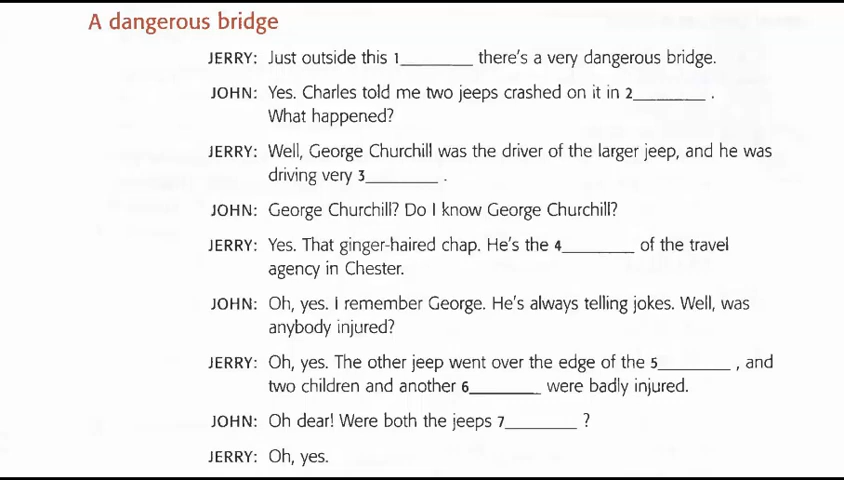 A dangerous bridge
JERRY: Just outside this 1________ there's a very dangerous bridge.
JOHN: Yes. Charles told me two jeeps crashed on it in 2________ .
What happened?
JERRY: Well, George Churchill was the driver of the larger jeep, and he was
driving very 3________ .
JOHN: George Churchill? Do I know George Churchill?
JERRY: Yes. That ginger-haired chap. He's the 4________ of the travel
agency in Chester.
JOHN: Oh, yes. I remember George. He's always telling jokes. Well, was
anybody injured?
JERRY: Oh, yes. The other jeep went over the edge of the 5________ , and
two children and another 6________ were badly injured.
JOHN: Oh dear! Were both the jeeps 7________ ?
JERRY: Oh, yes.